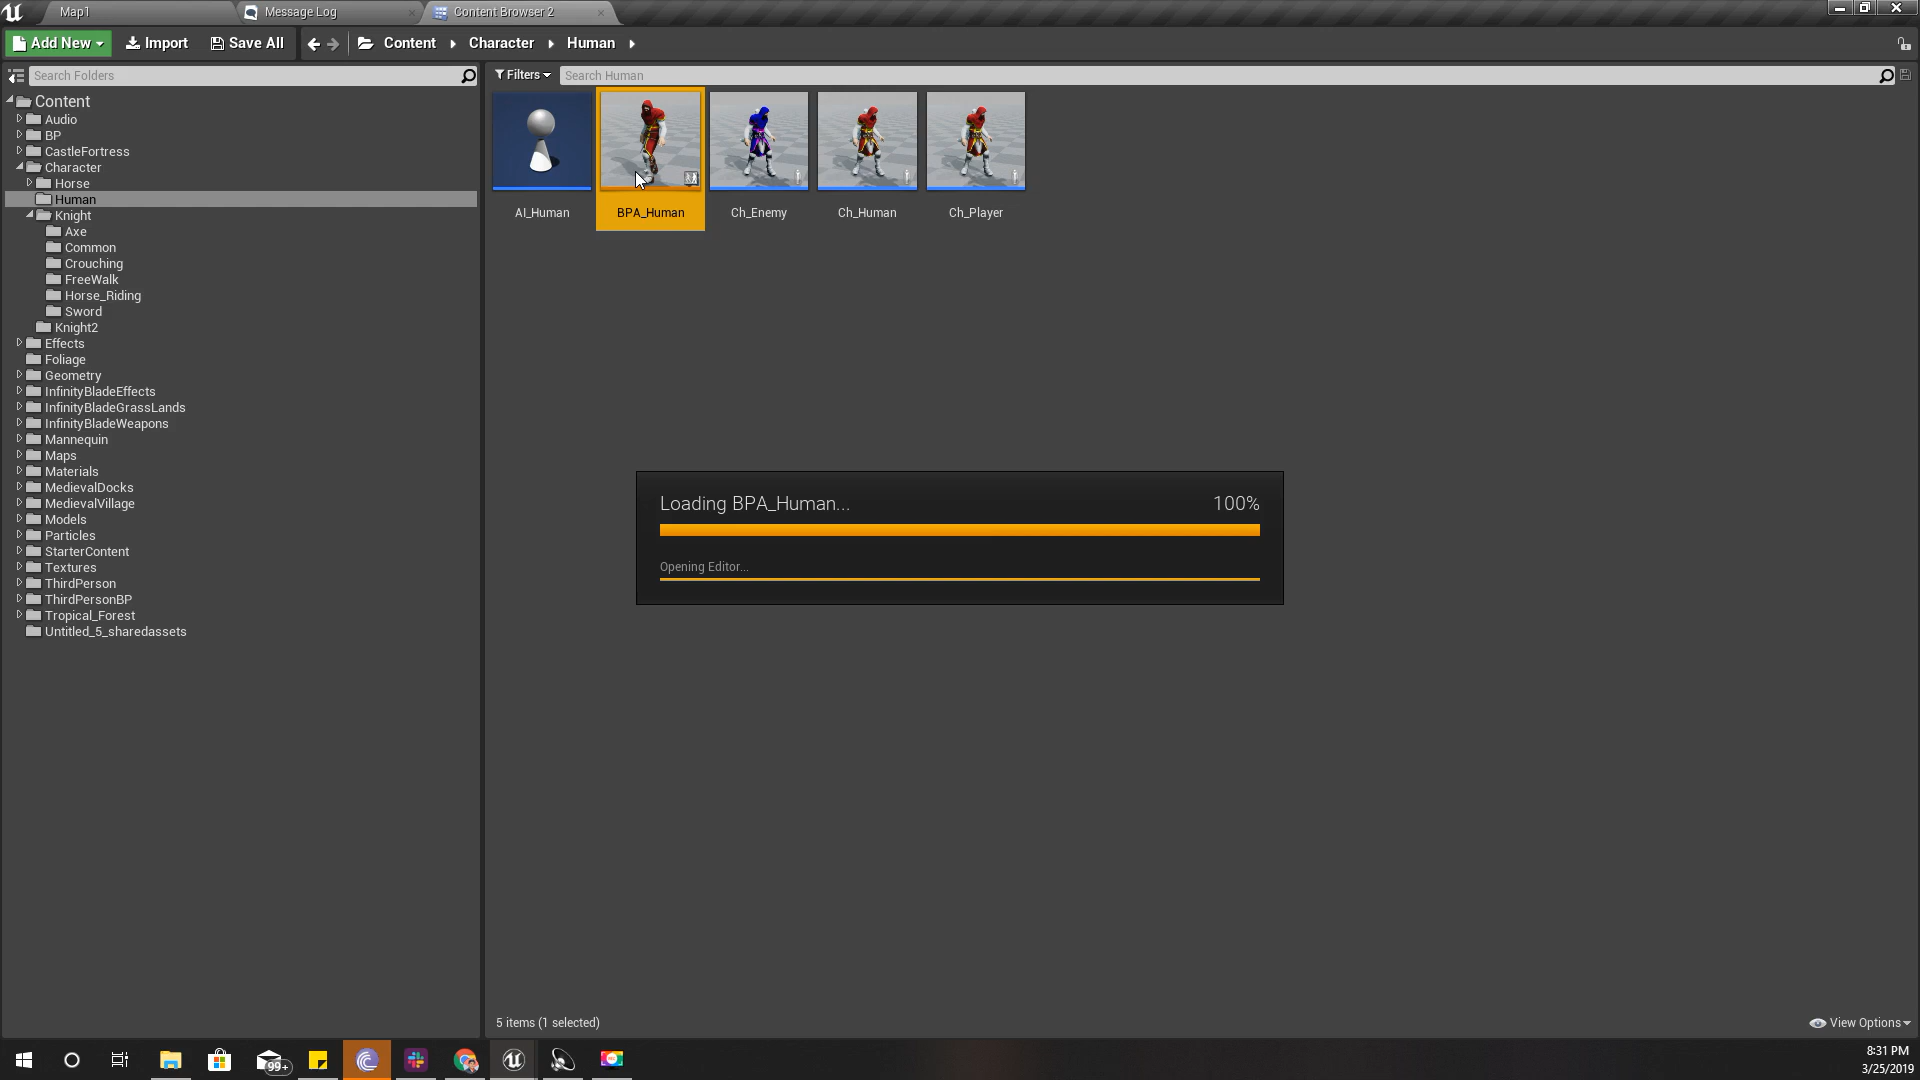 Map1
Message Log
Content Browser 2
Add New
Import
Save All
Content
Character
Human
Search Folders
Filters
Search Human
Content
Audio
BP
CastleFortress
Character
Horse
Human
Knight
Axe
Common
Crouching
FreeWalk
Horse_Riding
Sword
Knight2
Effects
Foliage
Geometry
InfinityBladeEffects
InfinityBladeGrassLands
InfinityBladeWeapons
Mannequin
Maps
Materials
MedievalDocks
MedievalVillage
Models
Particles
StarterContent
Textures
ThirdPerson
ThirdPersonBP
Tropical_Forest
Untitled_5_sharedassets
AI_Human
BPA_Human
Ch_Enemy
Ch_Human
Ch_Player
Loading BPA_Human... 100%
Opening Editor...
5 items (1 selected)
View Options
99+
8:31 PM
3/25/2019